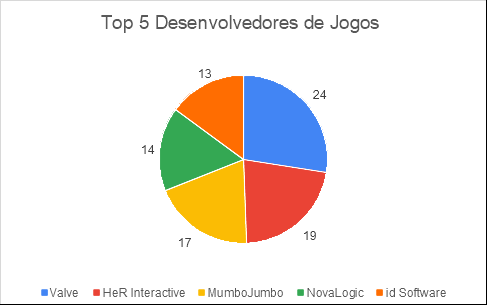 Top 5 Desenvolvedores de Jogos
13
24
14
17
19
Valve HeR Interactive MumboJumbo NovaLogic id Software